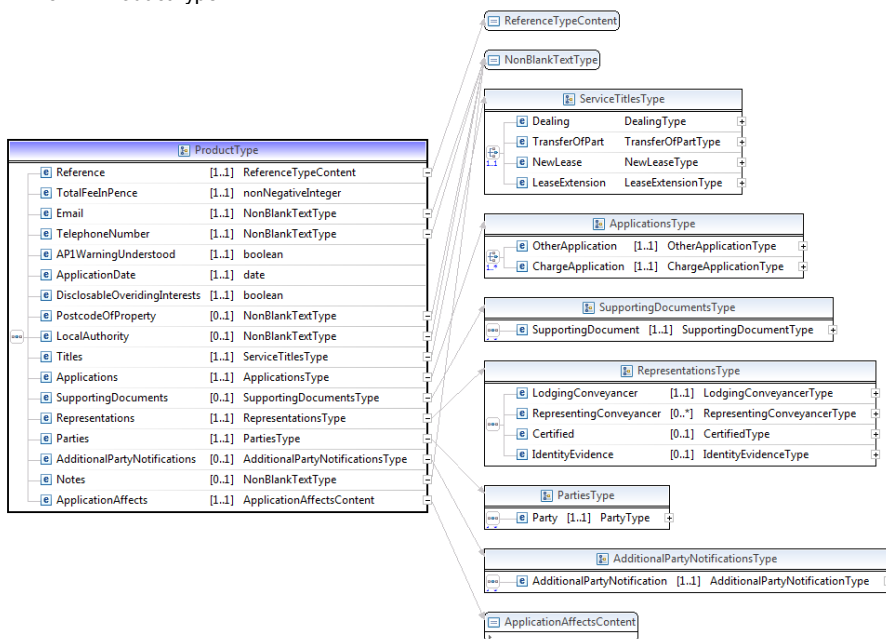 ReferenceTypeContent
NonBlankTextType
ServiceTitlesType
Dealing DealingType
TransferOfPart TransferOfPartType
1..1
NewLease NewLeaseType
LeaseExtension LeaseExtensionType
ProductType
Reference [1..1] ReferenceTypeContent
TotalFeeInPence [1..1] nonNegativeInteger
Email [1..1] NonBlankTextType
TelephoneNumber [1..1] NonBlankTextType
AP1WarningUnderstood [1..1] boolean
ApplicationDate [1..1] date
DisclosableOveridingInterests [1..1] boolean
PostcodeOfProperty [0..1] NonBlankTextType
LocalAuthority [0..1] NonBlankTextType
Titles [1..1] ServiceTitlesType
Applications [1..1] ApplicationsType
SupportingDocuments [0..1] SupportingDocumentsType
Representations [1..1] RepresentationsType
Parties [1..1] PartiesType
AdditionalPartyNotifications [0..1] AdditionalPartyNotificationsType
Notes [0..1] NonBlankTextType
ApplicationAffects [1..1] ApplicationAffectsContent
ApplicationsType
OtherApplication [1..1] OtherApplicationType
1..*
ChargeApplication [1..1] ChargeApplicationType
SupportingDocumentsType
SupportingDocument [1..1] SupportingDocumentType
RepresentationsType
LodgingConveyancer [1..1] LodgingConveyancerType
RepresentingConveyancer [0..*] RepresentingConveyancerType
Certified [0..1] CertifiedType
IdentityEvidence [0..1] IdentityEvidenceType
PartiesType
Party [1..1] PartyType
AdditionalPartyNotificationsType
AdditionalPartyNotification [1..1] AdditionalPartyNotificationType
ApplicationAffectsContent